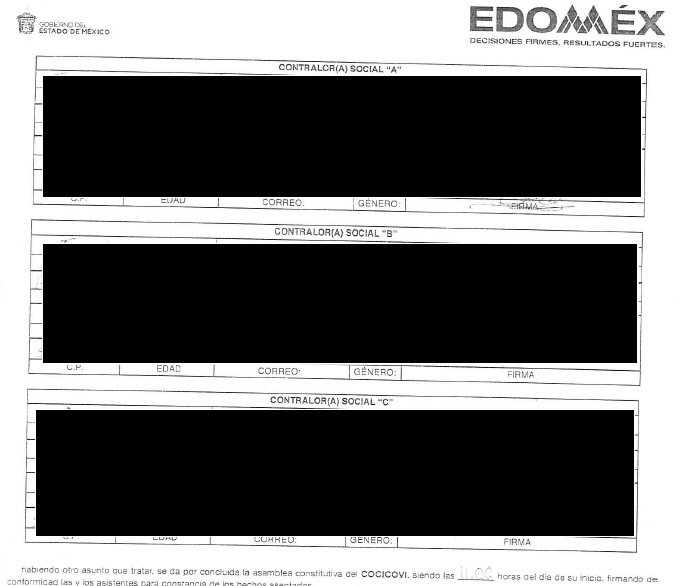 GOBIERNO DEL
ESTADO DE MÉXICO
EDOMÉX
DECISIONES FIRMES, RESULTADOS FUERTES.
CONTRALOR(A) SOCIAL "A"
C.P. EDAD CORREO: GÉNERO: FIRMA
CONTRALOR(A) SOCIAL "B"
C.P. EDAD CORREO: GÉNERO: FIRMA
CONTRALOR(A) SOCIAL "C"
C.P. EDAD CORREO: GÉNERO: FIRMA
habiendo otro asunto que tratar, se da por concluida la asamblea constitutiva del COCICOVI, siendo las 11:00 horas del día de su inicio, firmando de
conformidad las y los asistentes para constancia de los hechos asentados